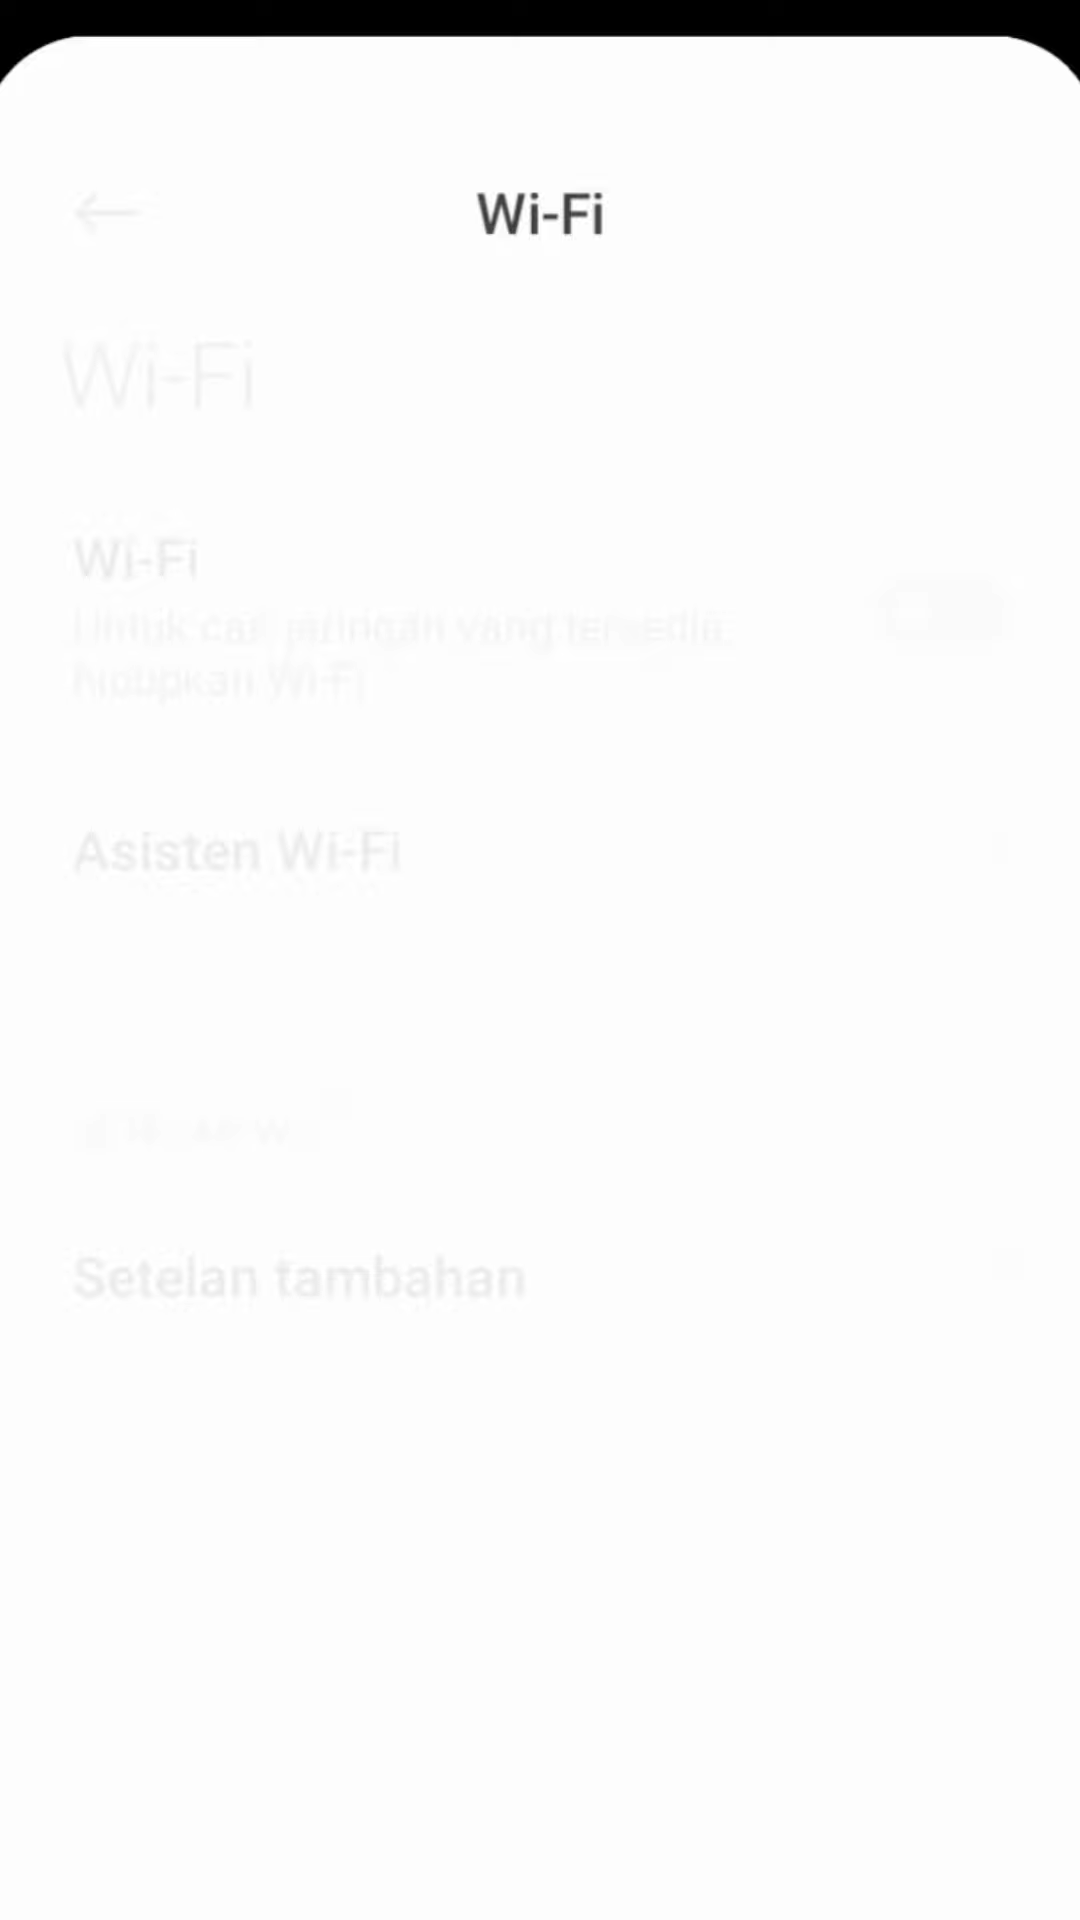 Wi-Fi
Wi-Fi
Wi-Fi
Untuk cari jaringan yang tersedia,
hidupkan Wi-Fi
Asisten Wi-Fi
Setelan tambahan